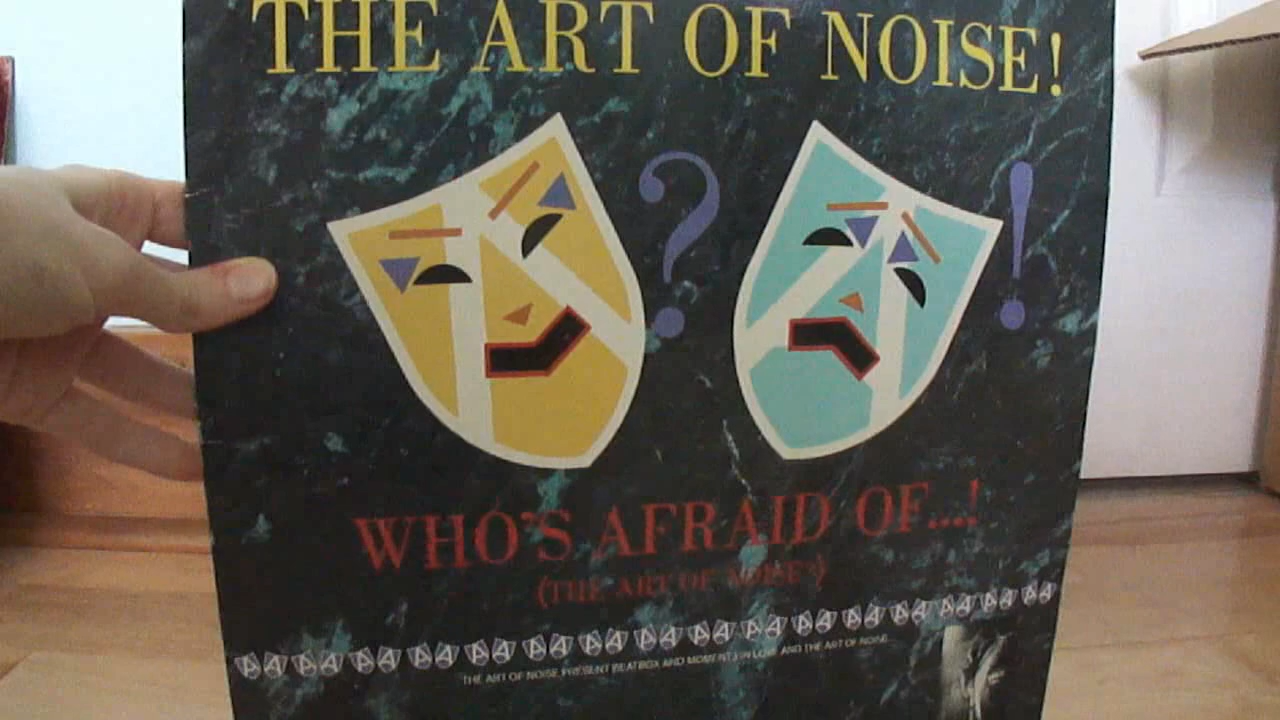 THE ART OF NOISE!
? !
WHO'S AFRAID OF...!
(THE ART OF NOISE?)
THE ART OF NOISE PRESENT BEATBOX AND MOMENTS IN LOVE AND THE ART OF NOISE